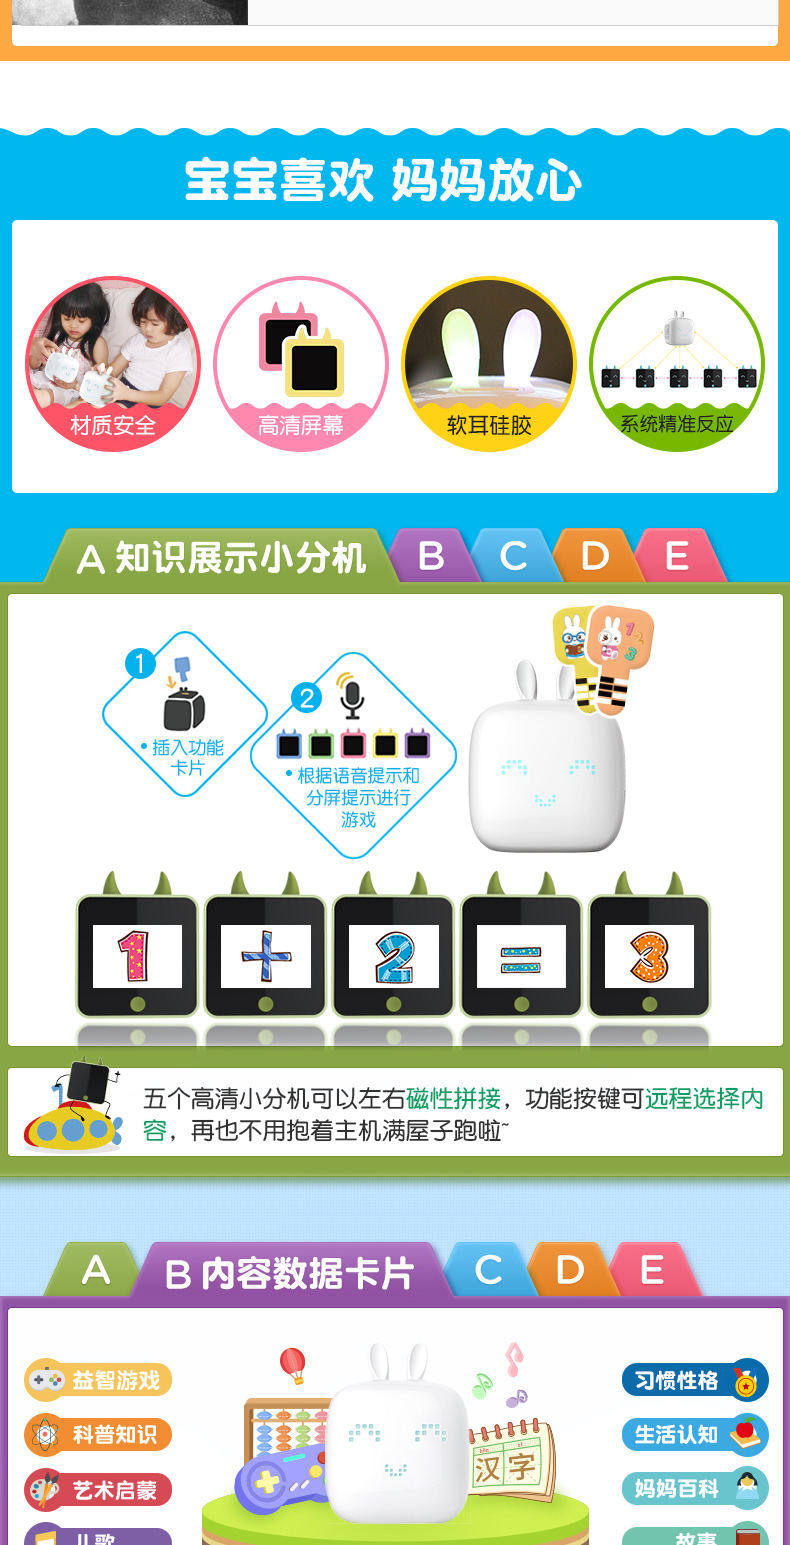 宝宝喜欢 妈妈放心
材质安全
高清屏幕
软耳硅胶
系统精准反应
A 知识展示小分机
B
C
D
E
1
• 插入功能
卡片
2
• 根据语音提示和
分屏提示进行
游戏
1 2 3
1 + 2 = 3
五个高清小分机可以左右磁性拼接，功能按键可远程选择内
容，再也不用抱着主机满屋子跑啦~
A
B 内容数据卡片
C
D
E
益智游戏
科普知识
艺术启蒙
儿歌
汉字
习惯性格
生活认知
妈妈百科
故事